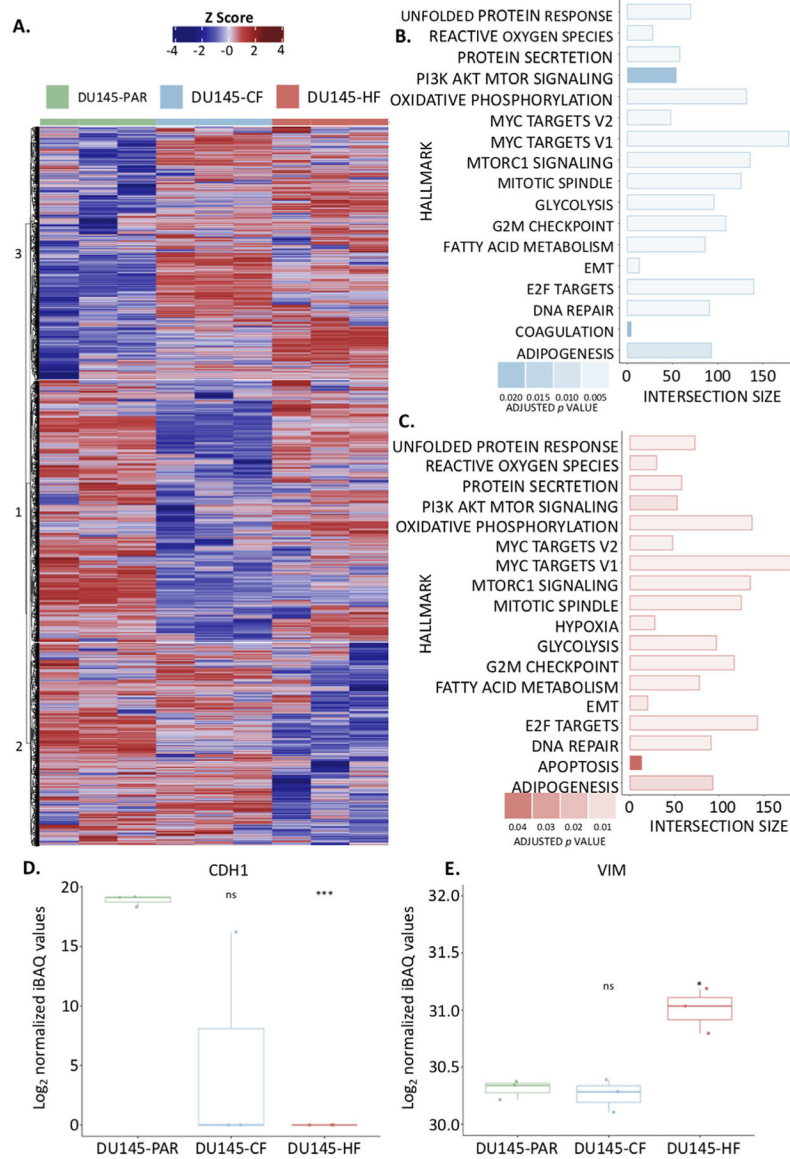 A.
Z Score
-4 -2 -0 2 4
DU145-PAR DU145-CF DU145-HF
3
1
2
B.
HALLMARK
UNFOLDED PROTEIN RESPONSE
REACTIVE OXYGEN SPECIES
PROTEIN SECRTETION
PI3K AKT MTOR SIGNALING
OXIDATIVE PHOSPHORYLATION
MYC TARGETS V2
MYC TARGETS V1
MTORC1 SIGNALING
MITOTIC SPINDLE
GLYCOLYSIS
G2M CHECKPOINT
FATTY ACID METABOLISM
EMT
E2F TARGETS
DNA REPAIR
COAGULATION
ADIPOGENESIS
0 50 100 150
INTERSECTION SIZE
0.020 0.015 0.010 0.005
ADJUSTED p VALUE
C.
HALLMARK
UNFOLDED PROTEIN RESPONSE
REACTIVE OXYGEN SPECIES
PROTEIN SECRTETION
PI3K AKT MTOR SIGNALING
OXIDATIVE PHOSPHORYLATION
MYC TARGETS V2
MYC TARGETS V1
MTORC1 SIGNALING
MITOTIC SPINDLE
HYPOXIA
GLYCOLYSIS
G2M CHECKPOINT
FATTY ACID METABOLISM
EMT
E2F TARGETS
DNA REPAIR
APOPTOSIS
ADIPOGENESIS
0 50 100 150
INTERSECTION SIZE
0.04 0.03 0.02 0.01
ADJUSTED p VALUE
D.
CDH1
Log2 normalized iBAQ values
20
15
10
5
0
ns ***
DU145-PAR DU145-CF DU145-HF
E.
VIM
Log2 normalized iBAQ values
32.0
31.0
30.5
30.0
ns *
DU145-PAR DU145-CF DU145-HF